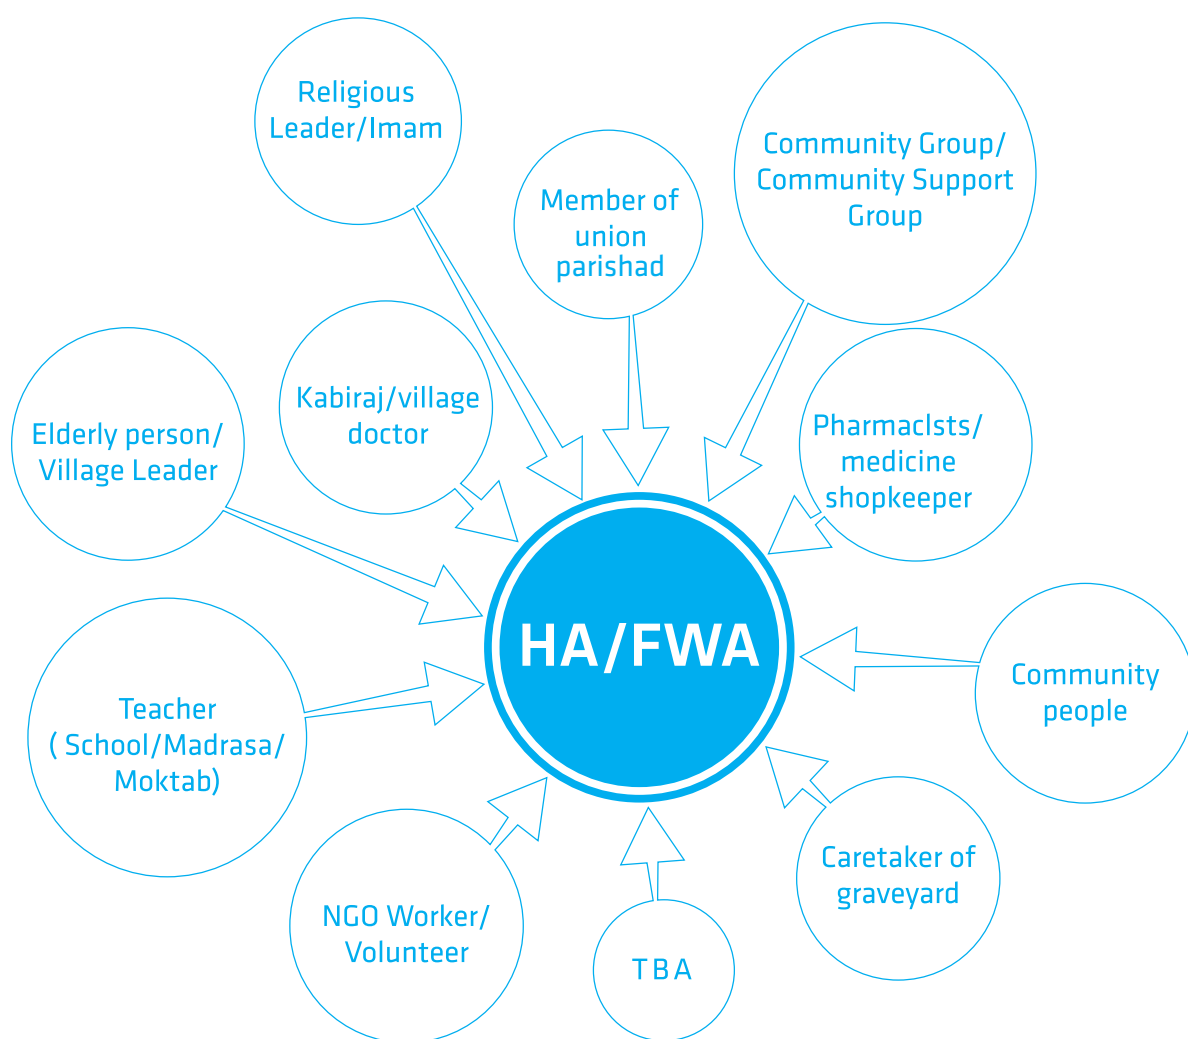 Religious
Leader/Imam
Member of
union
parishad
Community Group/
Community Support
Group
Kabiraj/village
doctor
Elderly person/
Village Leader
Pharmaclsts/
medicine
shopkeeper
HA/FWA
Community
people
Teacher
( School/Madrasa/
Moktab)
Caretaker of
graveyard
NGO Worker/
Volunteer
TBA